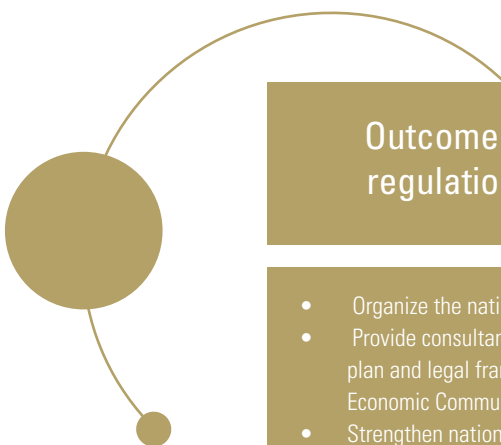 Outcome
regulatio
• Organize the nati
• Provide consultan
plan and legal fra
Economic Commu
• Strengthen nation